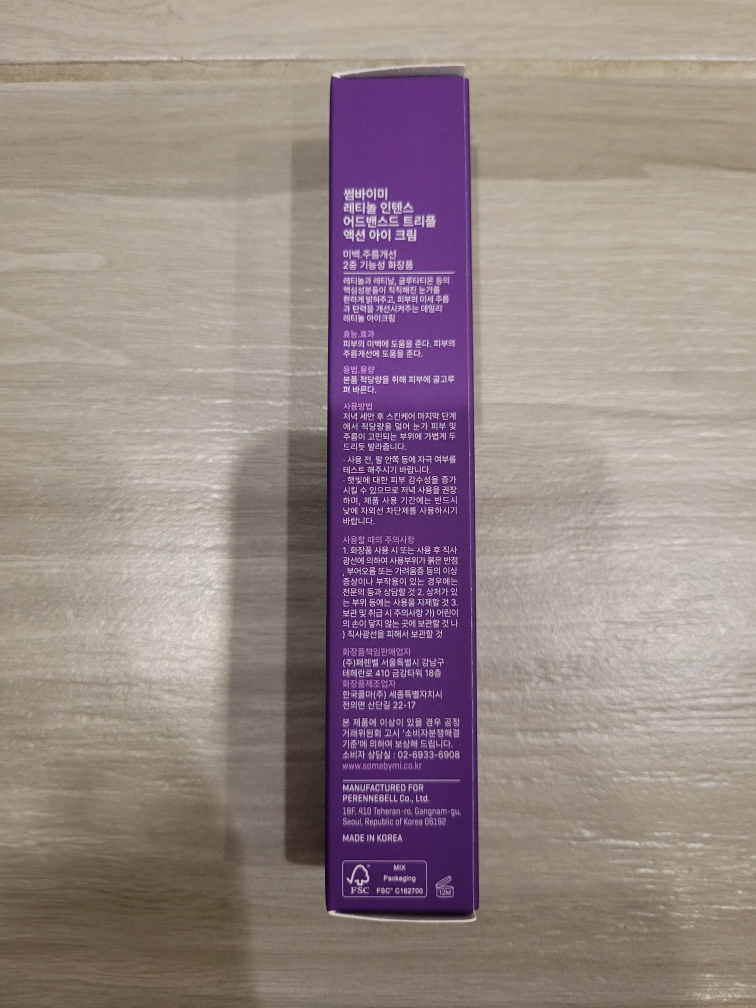 썸바이미
레티놀 인텐스
어드밴스드 트리플
액션 아이 크림
미백,주름개선
2중 기능성 화장품
레티놀과 레티날, 글루타티온 등의
핵심성분들이 칙칙해진 눈가를
환하게 밝혀주고, 피부의 미세 주름
과 탄력을 개선시켜주는 데일리
레티놀 아이크림
효능.효과
피부의 미백에 도움을 준다. 피부의
주름개선에 도움을 준다.
용법.용량
본품 적당량을 취해 피부에 골고루
펴 바른다.
사용방법
저녁 세안 후 스킨케어 마지막 단계
에서 적당량을 덜어 눈가 피부 및
주름이 고민되는 부위에 가볍게 두
드리듯 발라줍니다.
· 사용 전, 팔 안쪽 등에 자극 여부를
테스트 해주시기 바랍니다.
· 햇빛에 대한 피부 감수성을 증가
시킬 수 있으므로 저녁 사용을 권장
하며, 제품 사용 기간에는 반드시
낮에 자외선 차단제를 사용하시기
바랍니다.
사용할 때의 주의사항
1. 화장품 사용 시 또는 사용 후 직사
광선에 의하여 사용부위가 붉은 반점
, 부어오름 또는 가려움증 등의 이상
증상이나 부작용이 있는 경우에는
전문의 등과 상담할 것 2. 상처가 있
는 부위 등에는 사용을 자제할 것 3.
보관 및 취급 시 주의사항 가) 어린이
의 손이 닿지 않는 곳에 보관할 것 나
) 직사광선을 피해서 보관할 것
화장품책임판매업자
(주)페렌벨 서울특별시 강남구
테헤란로 410 금강타워 18층
화장품제조업자
한국콜마(주) 세종특별자치시
전의면 산단길 22-17
본 제품에 이상이 있을 경우 공정
거래위원회 고시 '소비자분쟁해결
기준'에 의하여 보상해 드립니다.
소비자 상담실 : 02-6933-6908
www.somebymi.co.kr
MANUFACTURED FOR
PERENNEBELL Co., Ltd.
18F, 410 Teheran-ro, Gangnam-gu,
Seoul, Republic of Korea 06192
MADE IN KOREA
MIX
Packaging
FSC® C162700
FSC
12M